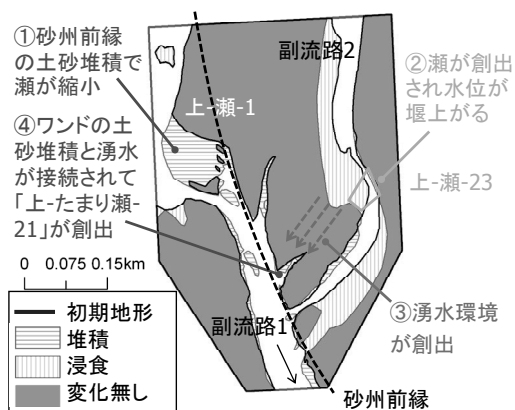 ①砂州前縁
の土砂堆積で
瀬が縮小
副流路2
②瀬が創出
され水位が
堰上がる
上-瀬-1
④ワンドの土
砂堆積と湧水
が接続されて
「上-たまり瀬-
21」が創出
上-瀬-23
0 0.075 0.15km
初期地形
堆積
浸食
変化無し
副流路1
③湧水環境
が創出
砂州前縁